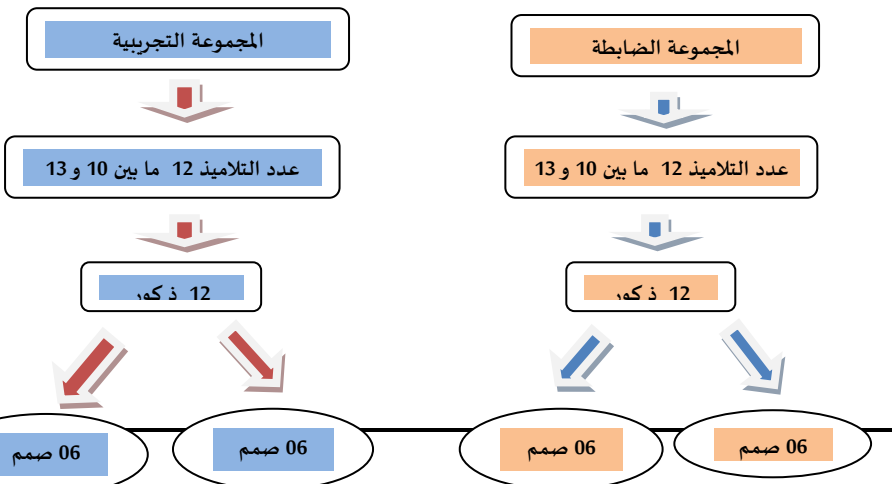 المجموعة الضابطة
المجموعة التجريبية
عدد التلاميذ 12 ما بين 10 و 13
عدد التلاميذ 12 ما بين 10 و 13
12 ذكور
12 ذكور
06 صمم
06 صمم
06 صمم
06 صمم